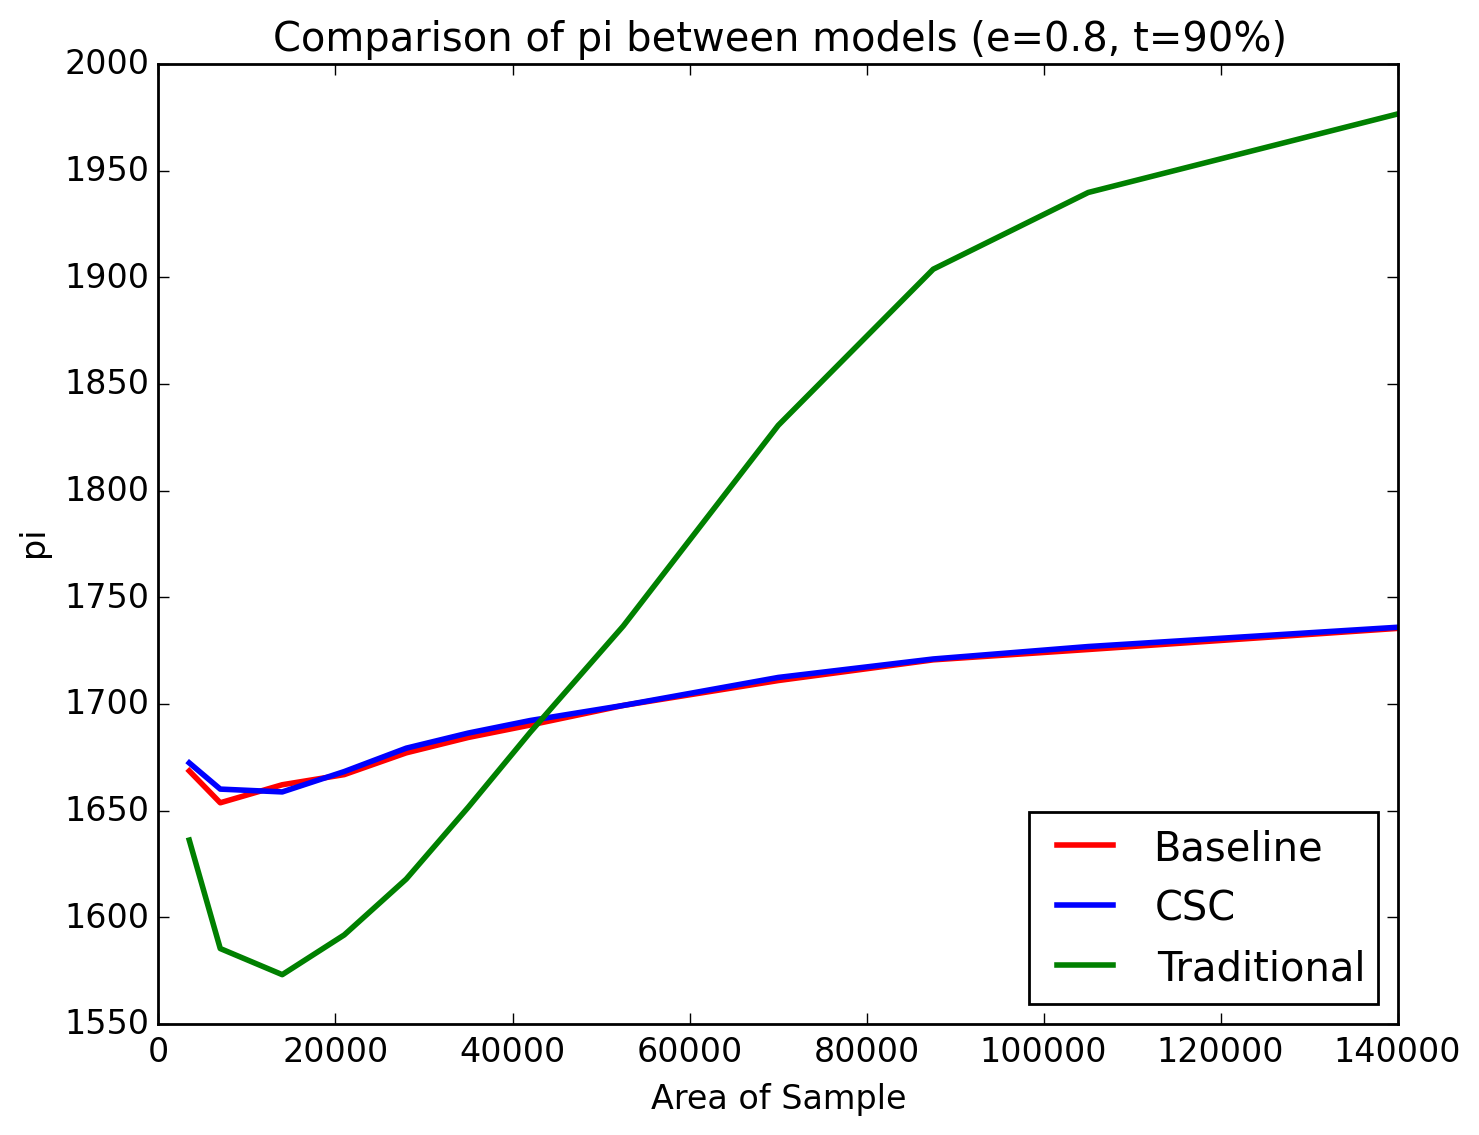 Comparison of pi between models (e=0.8, t=90%)
2000
1950
1900
1850
1800
1750
1700
1650
1600
1550
pi
Baseline
CSC
Traditional
0 20000 40000 60000 80000 100000 120000 140000
Area of Sample